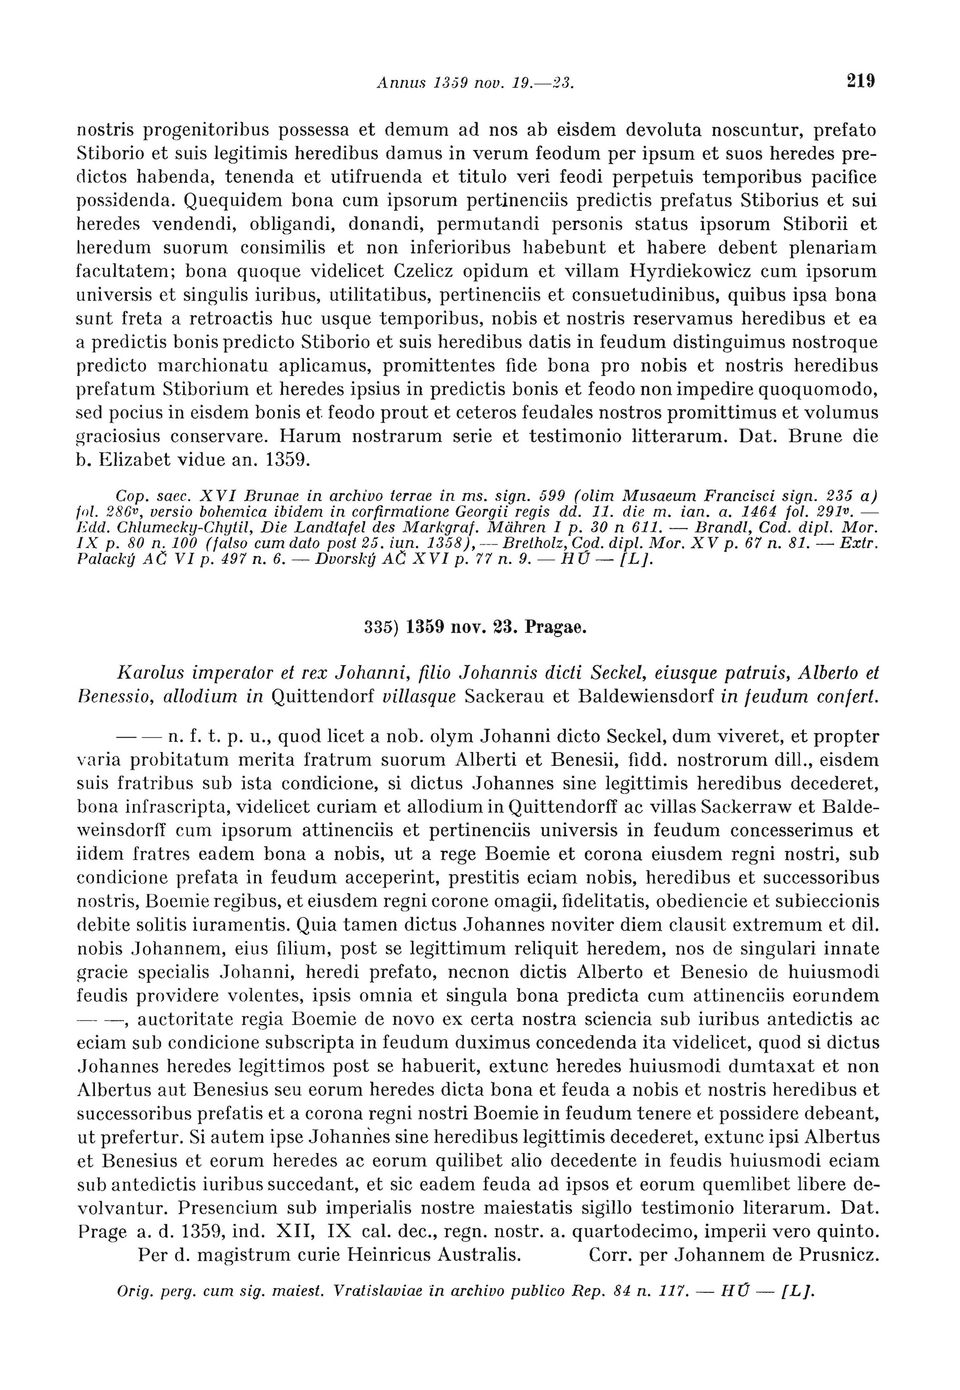 Annus 1359 nov. 19.—23. 219
nostris progenitoribus possessa et demum ad nos ab eisdem devoluta noscuntur, prefato
Stiborio et suis legitimis heredibus damus in verum feodum per ipsum et suos heredes pre-
dictos habenda, tenenda et utifruenda et titulo veri feodi perpetuis temporibus pacifice
possidenda. Quequidem bona cum ipsorum pertinenciis predictis prefatus Stiborius et sui
heredes vendendi, obligandi, donandi, permutandi personis status ipsorum Stiborii et
heredum suorum consimilis et non inferioribus habebunt et habere debent plenariam
facultatem; bona quoque videlicet Czelicz opidum et villam Hyrdiekowicz cum ipsorum
universis et singulis iuribus, utilitatibus, pertinenciis et consuetudinibus, quibus ipsa bona
sunt freta a retroactis huc usque temporibus, nobis et nostris reservamus heredibus et ea
a predictis bonis predicto Stiborio et suis heredibus datis in feudum distinguimus nostroque
predicto marchionatu aplicamus, promittentes fide bona pro nobis et nostris heredibus
prefatum Stiborium et heredes ipsius in predictis bonis et feodo non impedire quoquomodo,
sed pocius in eisdem bonis et feodo prout et ceteros feudales nostros promittimus et volumus
graciosius conservare. Harum nostrarum serie et testimonio litterarum. Dat. Brune die
b. Elizabet vidue an. 1359.
Cop. saec. XVI Brunae in archivo terrae in ms. sign. 599 (olim Musaeum Francisci sign. 235 a)
fol. 286v, versio bohemica ibidem in corfirmatione Georgii regis dd. 11. die m. ian. a. 1464 fol. 291v. —
Edd. Chlumecky-Chytil, Die Landtafel des Markgraf. Mähren I p. 30 n 611. — Brandl, Cod. dipl. Mor.
IX p. 80 n. 100 (falso cum dato post 25. iun. 1358), — Bretholz, Cod. dipl. Mor. XV p. 67 n. 81. — Extr.
Palacký AČ VI p. 497 n. 6. — Dvorský AČ XVI p. 77 n. 9. — HÚ — [L].
335) 1359 nov. 23. Pragae.
Karolus imperator et rex Johanni, filio Johannis dicti Seckel, eiusque patruis, Alberto et
Benessio, allodium in Quittendorf villasque Sackerau et Baldewiensdorf in feudum confert.
— — n. f. t. p. u., quod licet a nob. olym Johanni dicto Seckel, dum viveret, et propter
varia probitatum merita fratrum suorum Alberti et Benesii, fidd. nostrorum dill., eisdem
suis fratribus sub ista condicione, si dictus Johannes sine legittimis heredibus decederet,
bona infrascripta, videlicet curiam et allodium in Quittendorff ac villas Sackerraw et Balde-
weinsdorff cum ipsorum attinenciis et pertinenciis universis in feudum concesserimus et
iidem fratres eadem bona a nobis, ut a rege Boemie et corona eiusdem regni nostri, sub
condicione prefata in feudum acceperint, prestitis eciam nobis, heredibus et successoribus
nostris, Boemie regibus, et eiusdem regni corone omagii, fidelitatis, obediencie et subieccionis
debite solitis iuramentis. Quia tamen dictus Johannes noviter diem clausit extremum et dil.
nobis Johannem, eius filium, post se legittimum reliquit heredem, nos de singulari innate
gracie specialis Johanni, heredi prefato, necnon dictis Alberto et Benesio de huiusmodi
feudis providere volentes, ipsis omnia et singula bona predicta cum attinenciis eorundem
— —, auctoritate regia Boemie de novo ex certa nostra sciencia sub iuribus antedictis ac
eciam sub condicione subscripta in feudum duximus concedenda ita videlicet, quod si dictus
Johannes heredes legittimos post se habuerit, extunc heredes huiusmodi dumtaxat et non
Albertus aut Benesius seu eorum heredes dicta bona et feuda a nobis et nostris heredibus et
successoribus prefatis et a corona regni nostri Boemie in feudum tenere et possidere debeant,
ut prefertur. Si autem ipse Johannes sine heredibus legittimis decederet, extunc ipsi Albertus
et Benesius et eorum heredes ac eorum quilibet alio decedente in feudis huiusmodi eciam
sub antedictis iuribus succedant, et sic eadem feuda ad ipsos et eorum quemlibet libere de-
volvantur. Presencium sub imperialis nostre maiestatis sigillo testimonio literarum. Dat.
Prage a. d. 1359, ind. XII, IX cal. dec., regn. nostr. a. quartodecimo, imperii vero quinto.
Per d. magistrum curie Heinricus Australis. Corr. per Johannem de Prusnicz.
Orig. perg. cum sig. maiest. Vratislaviae in archivo publico Rep. 84 n. 117. — HÚ — [L].